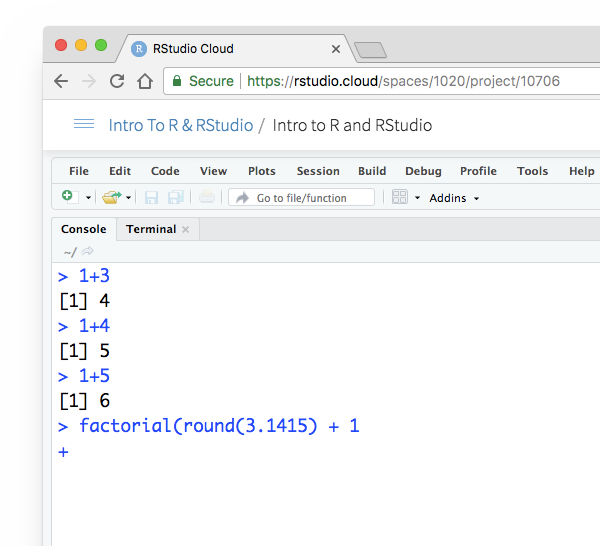 R RStudio Cloud ×
Secure | https://rstudio.cloud/spaces/1020/project/10706
Intro To R & RStudio / Intro to R and RStudio
File Edit Code View Plots Session Build Debug Profile Tools Help
Go to file/function Addins
Console Terminal ×
~/
> 1+3
[1] 4
> 1+4
[1] 5
> 1+5
[1] 6
> factorial(round(3.1415) + 1
+